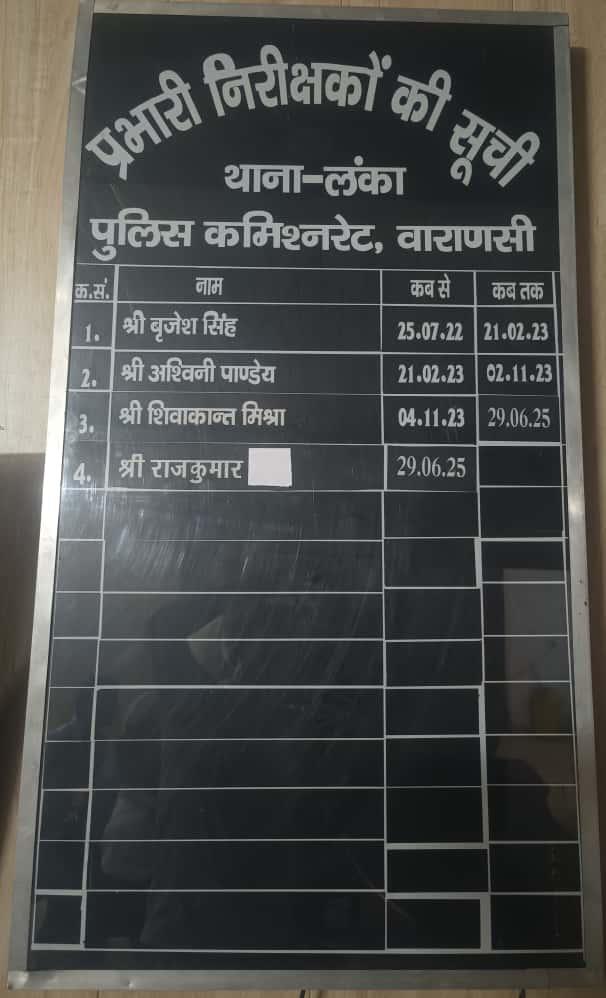 प्रभारी निरीक्षकों की सूची
थाना-लंका
पुलिस कमिश्नरेट, वाराणसी
क.सं. नाम कब से कब तक
1. श्री बृजेश सिंह 25.07.22 21.02.23
2. श्री अश्विनी पाण्डेय 21.02.23 02.11.23
3. श्री शिवाकान्त मिश्रा 04.11.23 29.06.25
4. श्री राजकुमार 29.06.25